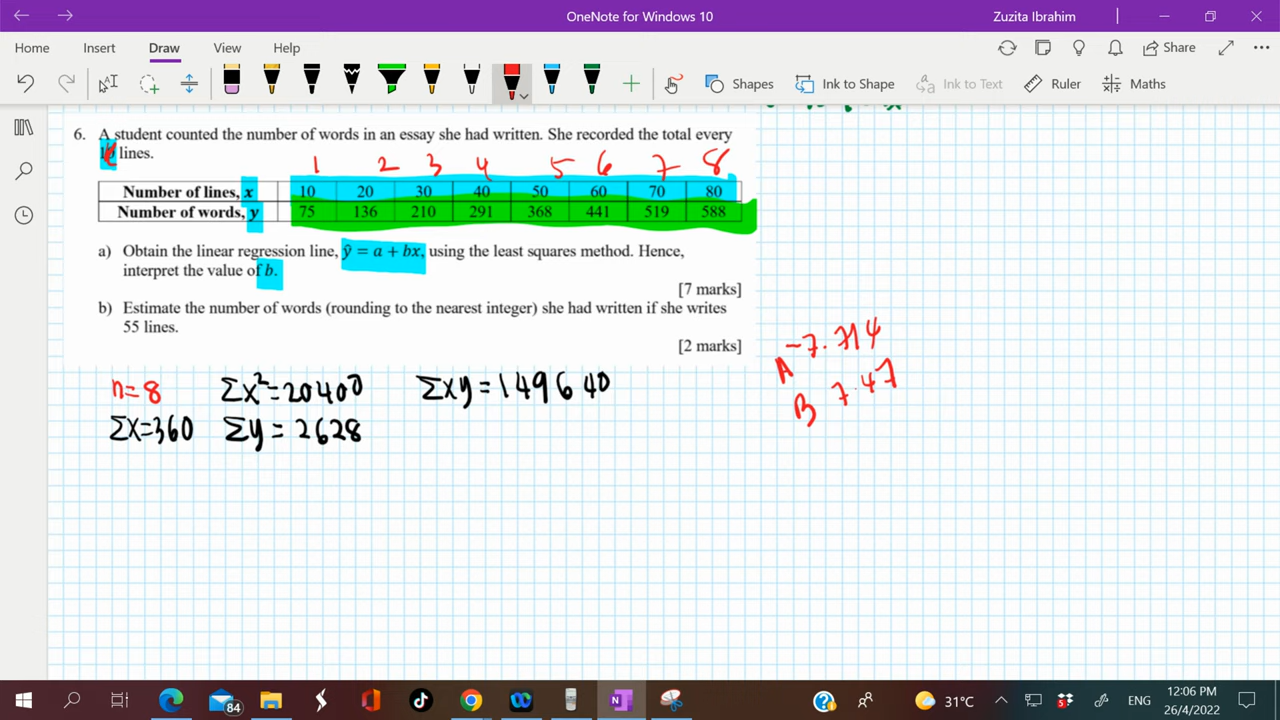 OneNote for Windows 10
Zuzita Ibrahim
Home Insert Draw View Help
Share
Shapes Ink to Shape Ink to Text Ruler Maths
6. A student counted the number of words in an essay she had written. She recorded the total every
lines.
1 2 3 4 5 6 7 8
Number of lines, x 10 20 30 40 50 60 70 80
Number of words, y 75 136 210 291 368 441 519 588
a) Obtain the linear regression line, ŷ = a + bx, using the least squares method. Hence,
interpret the value of b.
[7 marks]
b) Estimate the number of words (rounding to the nearest integer) she had written if she writes
55 lines.
[2 marks]
A -7.714
B 7.47
n=8 Σx²=20400 Σxy=149640
Σx=360 Σy=2628
84
31°C
ENG
12:06 PM
26/4/2022